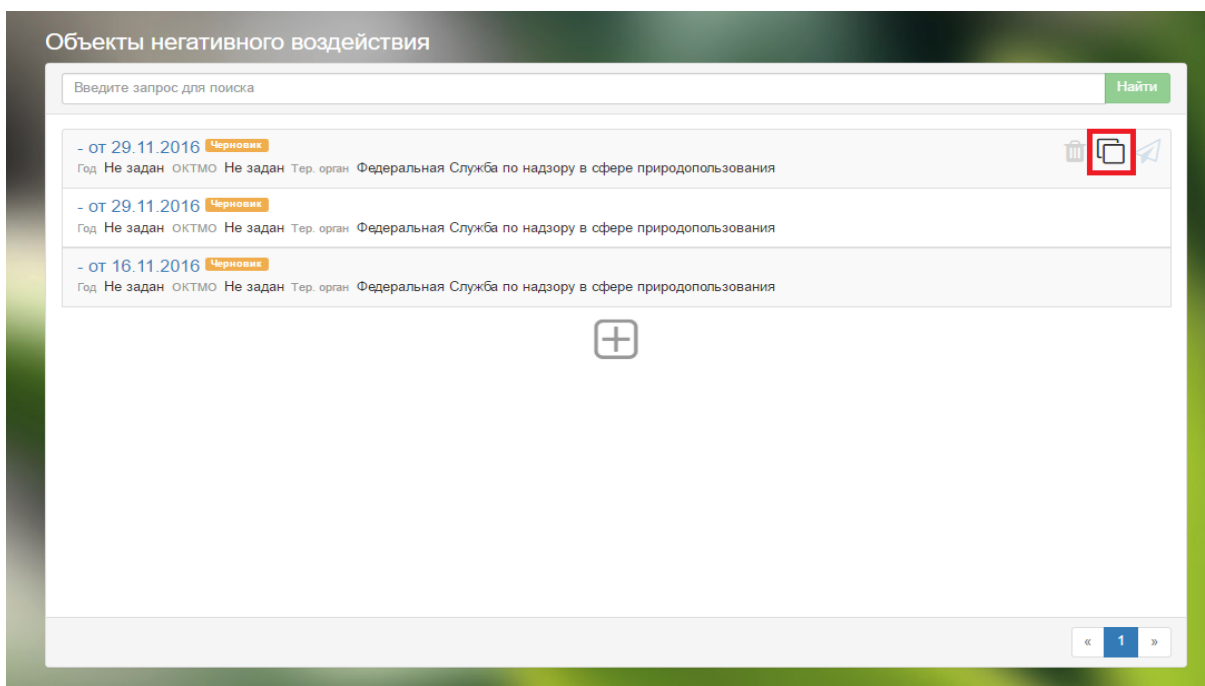 Объекты негативного воздействия
Введите запрос для поиска
Найти
- от 29.11.2016 Черновик
Год Не задан ОКТМО Не задан Тер. орган Федеральная Служба по надзору в сфере природопользования
- от 29.11.2016 Черновик
Год Не задан ОКТМО Не задан Тер. орган Федеральная Служба по надзору в сфере природопользования
- от 16.11.2016 Черновик
Год Не задан ОКТМО Не задан Тер. орган Федеральная Служба по надзору в сфере природопользования
« 1 »